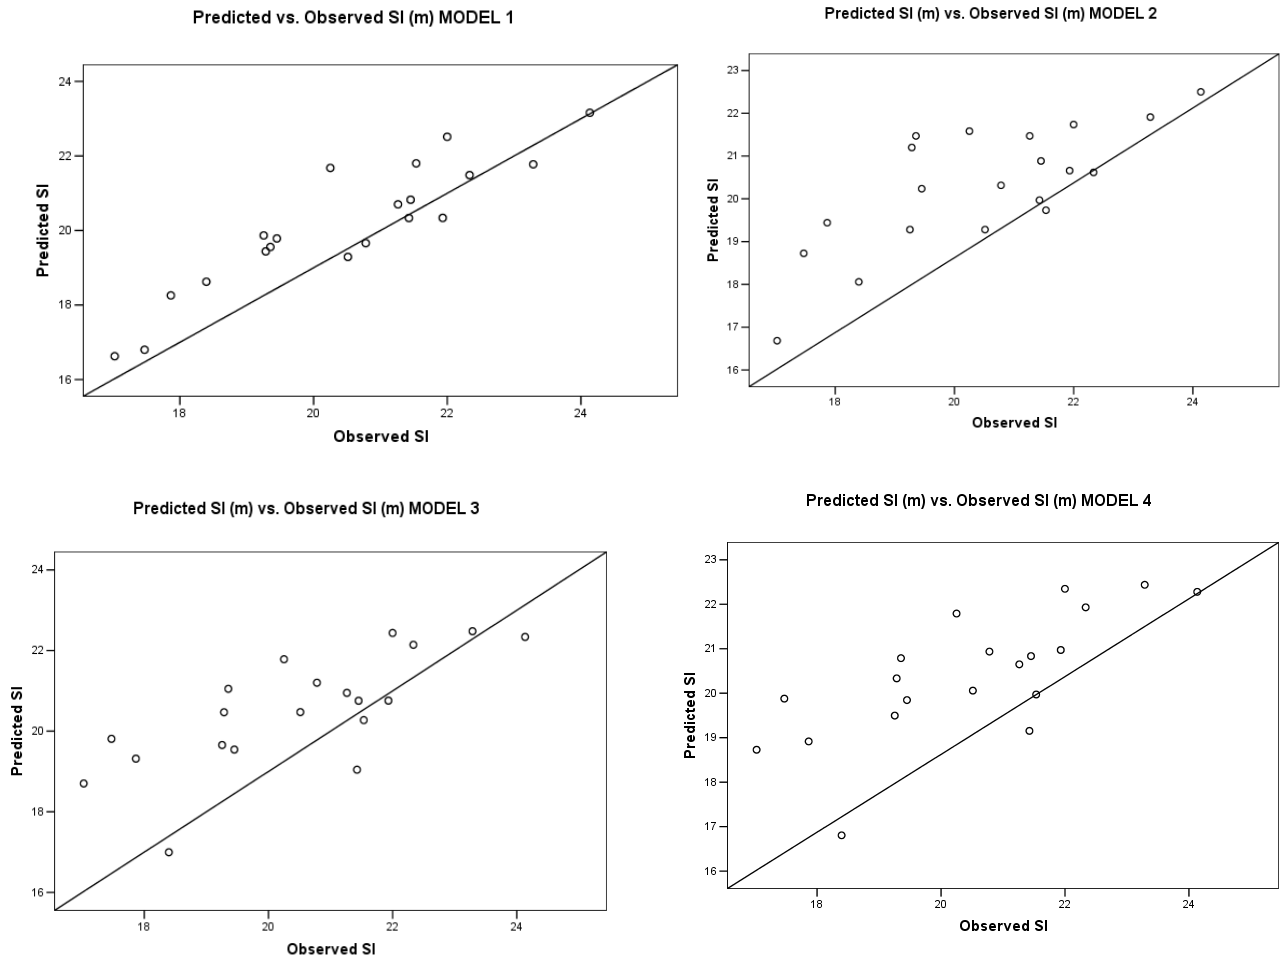 Predicted vs. Observed SI (m) MODEL 1
24
22
20
18
16
Predicted SI
18 20 22 24
Observed SI
Predicted SI (m) vs. Observed SI (m) MODEL 2
23
22
21
20
19
18
17
16
Predicted SI
18 20 22 24
Observed SI
Predicted SI (m) vs. Observed SI (m) MODEL 3
24
22
20
18
16
Predicted SI
18 20 22 24
Observed SI
Predicted SI (m) vs. Observed SI (m) MODEL 4
23
22
21
20
19
18
17
16
Predicted SI
18 20 22 24
Observed SI